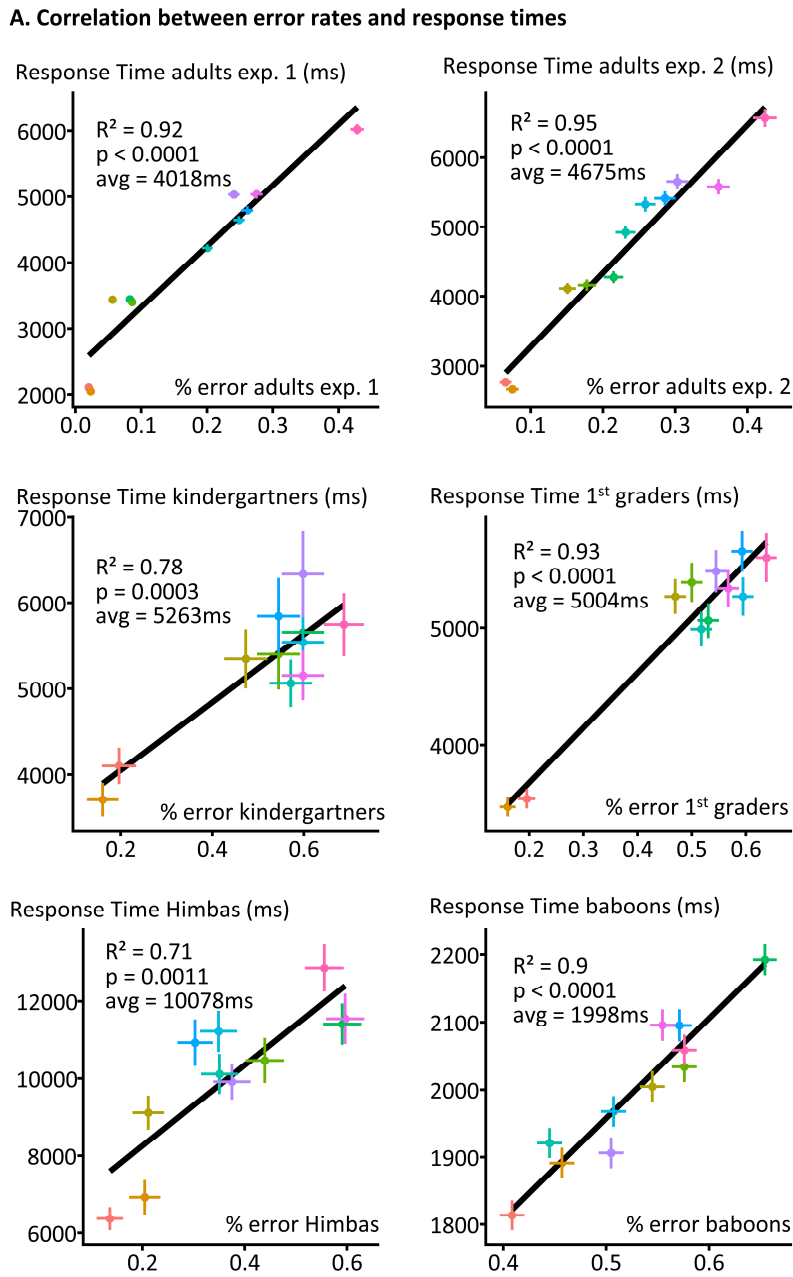 A. Correlation between error rates and response times
Response Time adults exp. 1 (ms)
R² = 0.92
p < 0.0001
avg = 4018ms
6000
5000
4000
3000
2000
% error adults exp. 1
0.0 0.1 0.2 0.3 0.4
Response Time adults exp. 2 (ms)
R² = 0.95
p < 0.0001
avg = 4675ms
6000
5000
4000
3000
% error adults exp. 2
0.1 0.2 0.3 0.4
Response Time kindergartners (ms)
7000
R² = 0.78
p = 0.0003
avg = 5263ms
6000
5000
4000
% error kindergartners
0.2 0.4 0.6
Response Time 1st graders (ms)
R² = 0.93
p < 0.0001
avg = 5004ms
5000
4000
% error 1st graders
0.2 0.3 0.4 0.5 0.6
Response Time Himbas (ms)
R² = 0.71
p = 0.0011
avg = 10078ms
12000
10000
8000
6000
% error Himbas
0.2 0.4 0.6
Response Time baboons (ms)
R² = 0.9
p < 0.0001
avg = 1998ms
2200
2100
2000
1900
1800
% error baboons
0.4 0.5 0.6